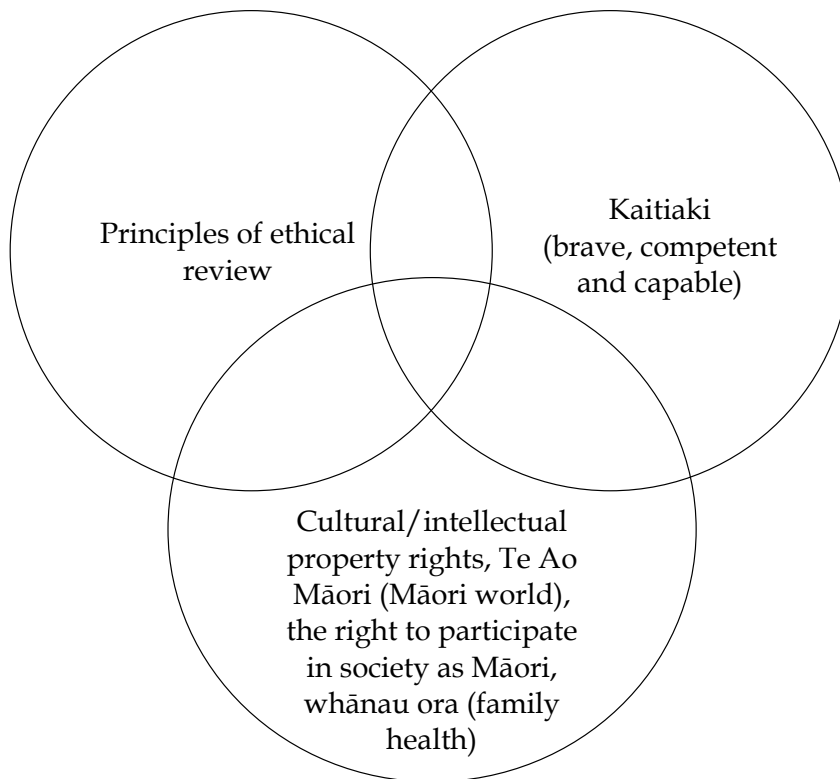 Principles of ethical
review
Kaitiaki
(brave, competent
and capable)
Cultural/intellectual
property rights, Te Ao
Māori (Māori world),
the right to participate
in society as Māori,
whānau ora (family
health)